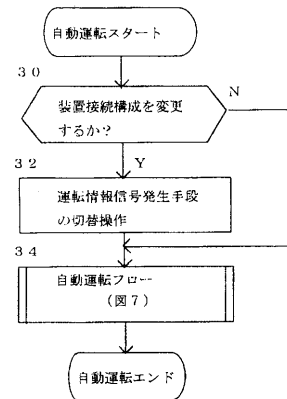 自動運転スタート
30
装置接続構成を変更
するか?
N
32
Y
運転情報信号発生手段
の切替操作
34
自動運転フロー
(図7)
自動運転エンド